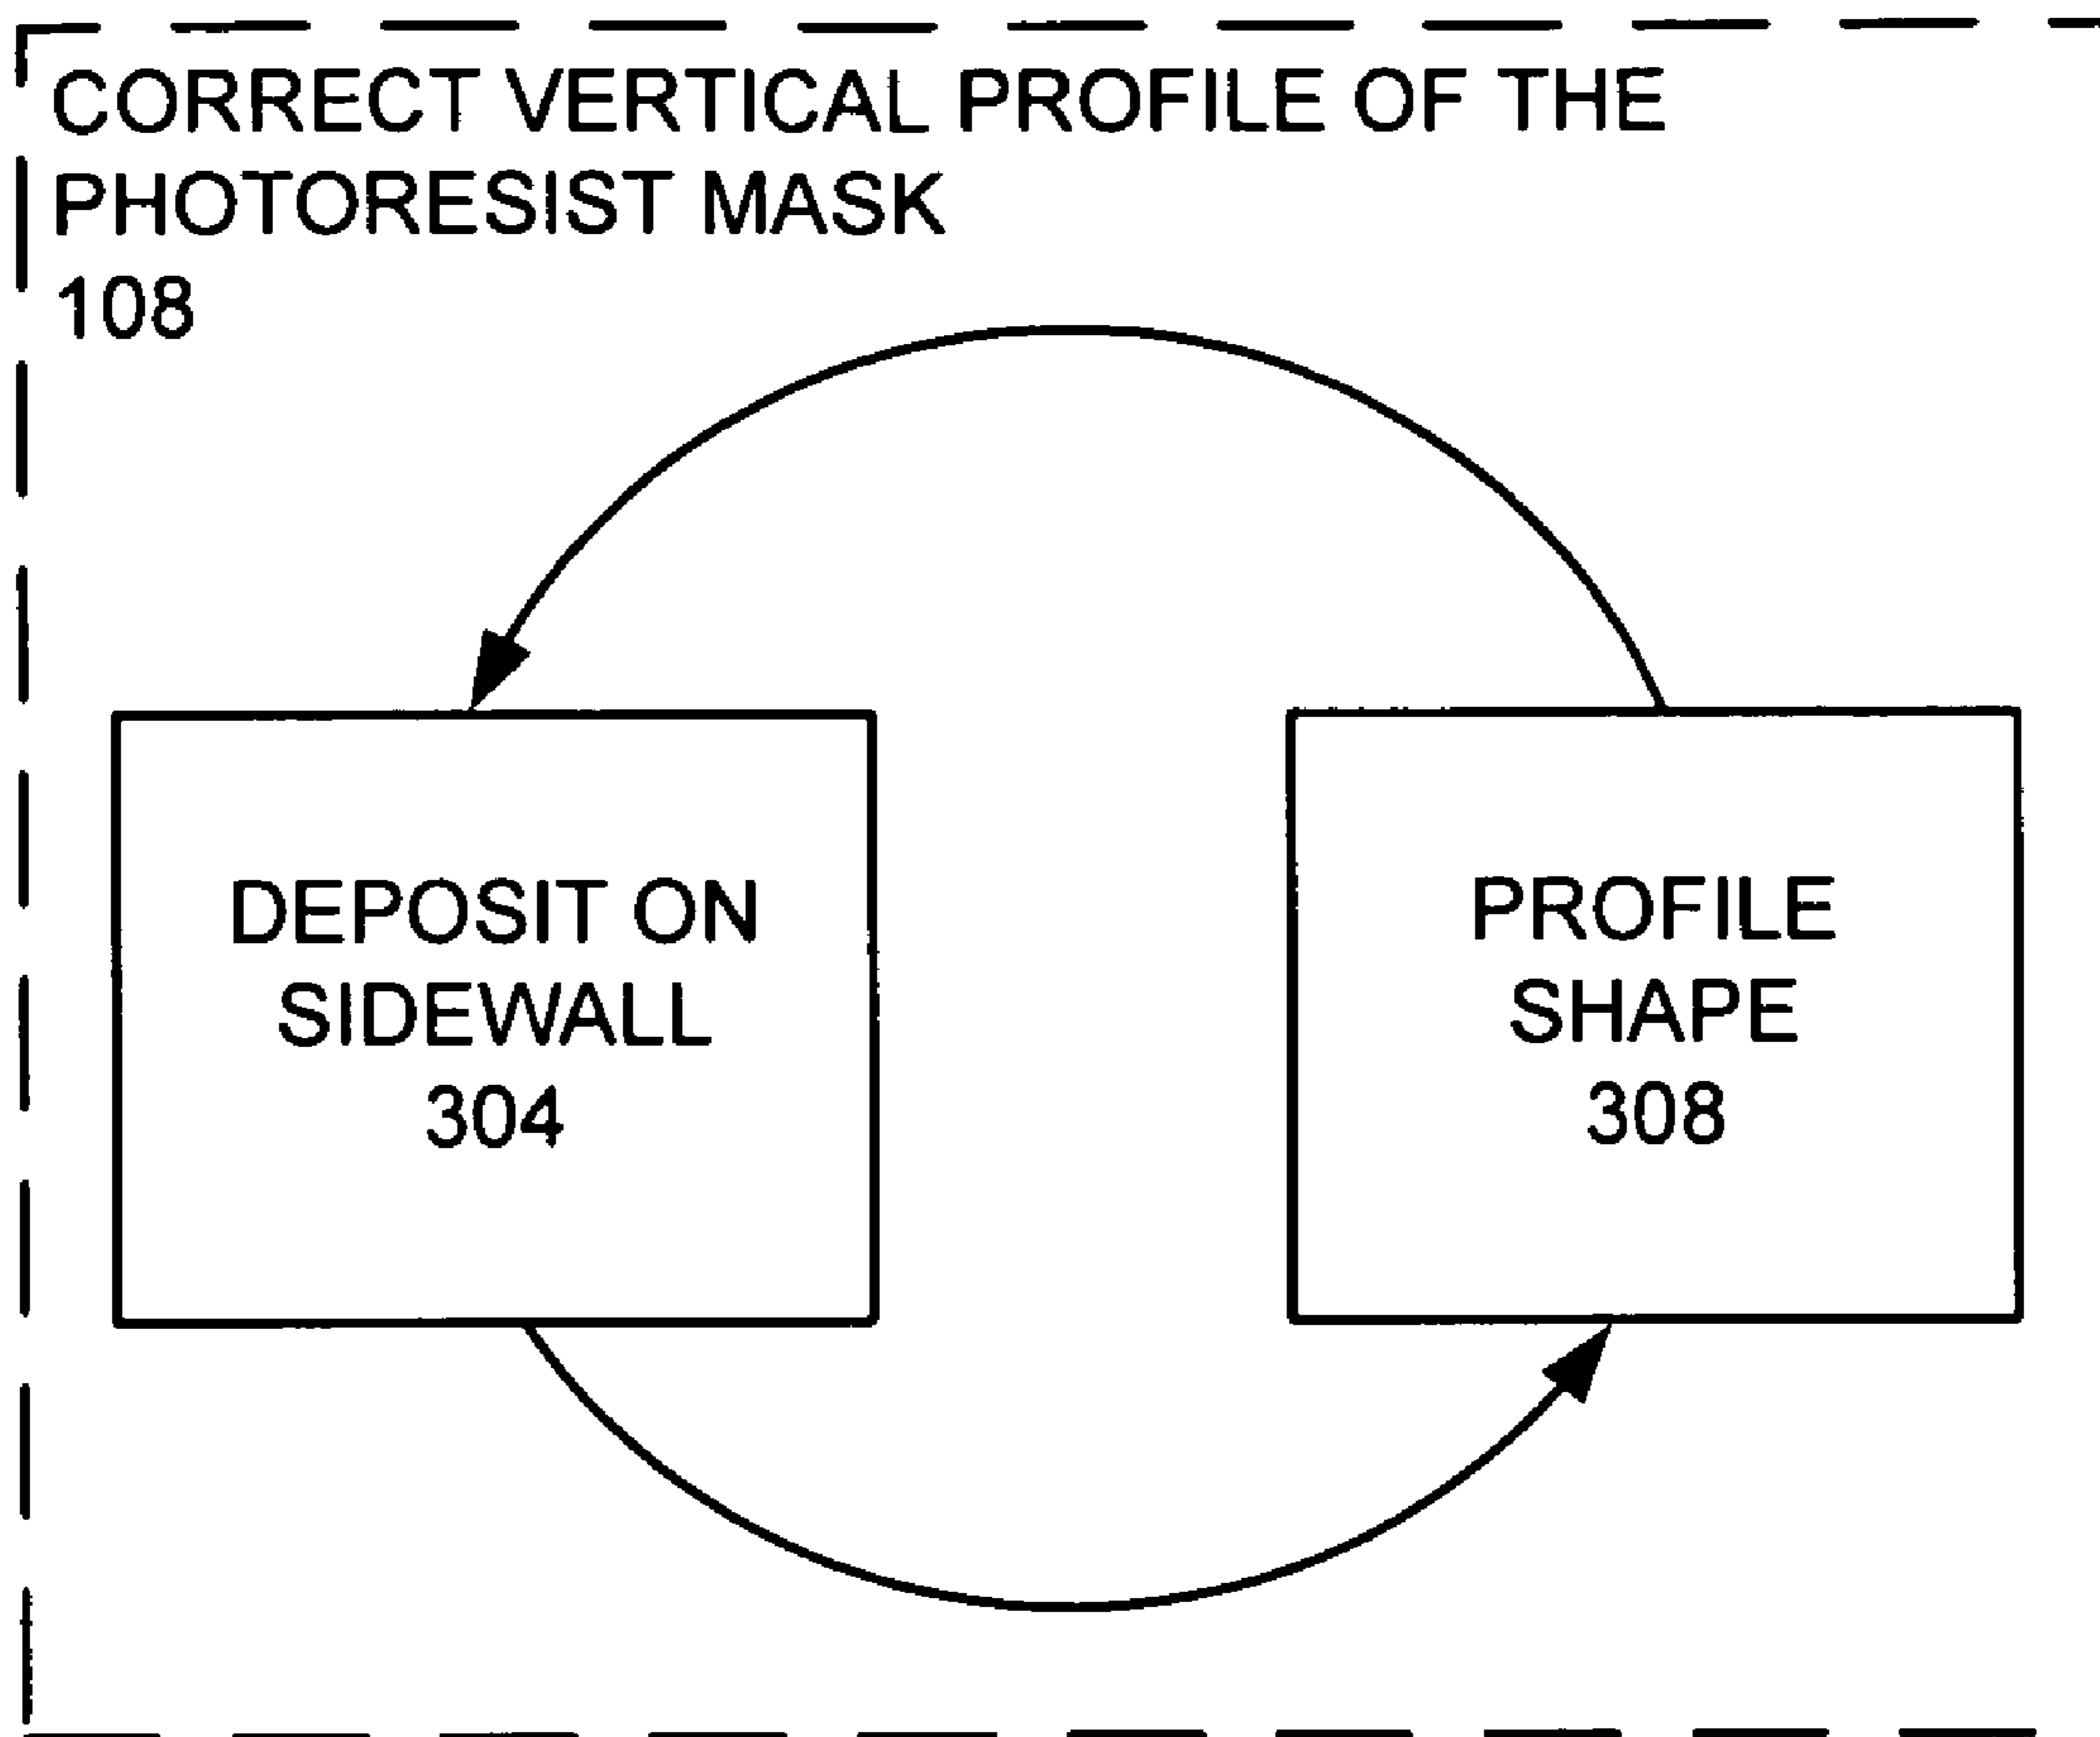 CORRECT VERTICAL PROFILE OF THE
PHOTORESIST MASK
108
DEPOSIT ON
SIDEWALL
304
PROFILE
SHAPE
308